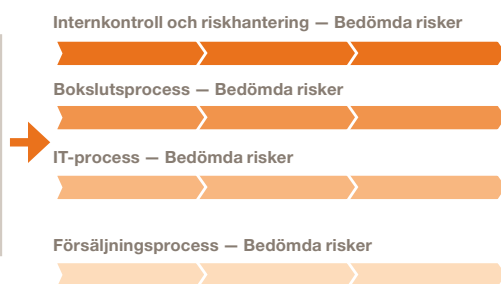 Internkontroll och riskhantering — Bedömda risker
Bokslutsprocess — Bedömda risker
IT-process — Bedömda risker
Försäljningsprocess — Bedömda risker